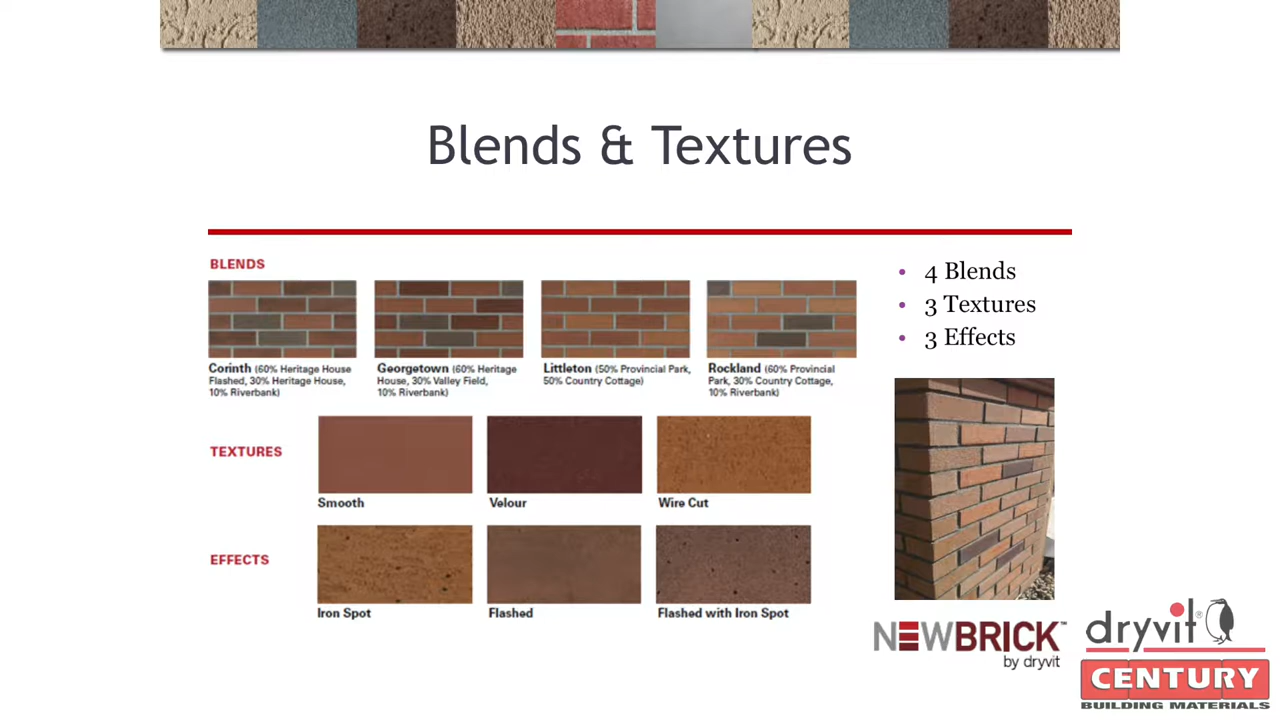 Blends & Textures
BLENDS
Corinth (60% Heritage House
Flashed, 30% Heritage House,
10% Riverbank)
Georgetown (60% Heritage
House, 30% Valley Field,
10% Riverbank)
Littleton (50% Provincial Park,
50% Country Cottage)
Rockland (60% Provincial
Park, 30% Country Cottage,
10% Riverbank)
TEXTURES
Smooth
Velour
Wire Cut
EFFECTS
Iron Spot
Flashed
Flashed with Iron Spot
• 4 Blends
• 3 Textures
• 3 Effects
NEWBRICK™
by dryvit
dryvit®
CENTURY
BUILDING MATERIALS